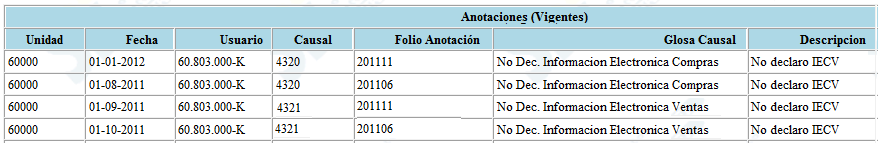 Anotaciones (Vigentes)
Unidad Fecha Usuario Causal Folio Anotación Glosa Causal Descripcion
60000 01-01-2012 60.803.000-K 4320 201111 No Dec. Informacion Electronica Compras No declaro IECV
60000 01-08-2011 60.803.000-K 4320 201106 No Dec. Informacion Electronica Compras No declaro IECV
60000 01-09-2011 60.803.000-K 4321 201111 No Dec. Informacion Electronica Ventas No declaro IECV
60000 01-10-2011 60.803.000-K 4321 201106 No Dec. Informacion Electronica Ventas No declaro IECV